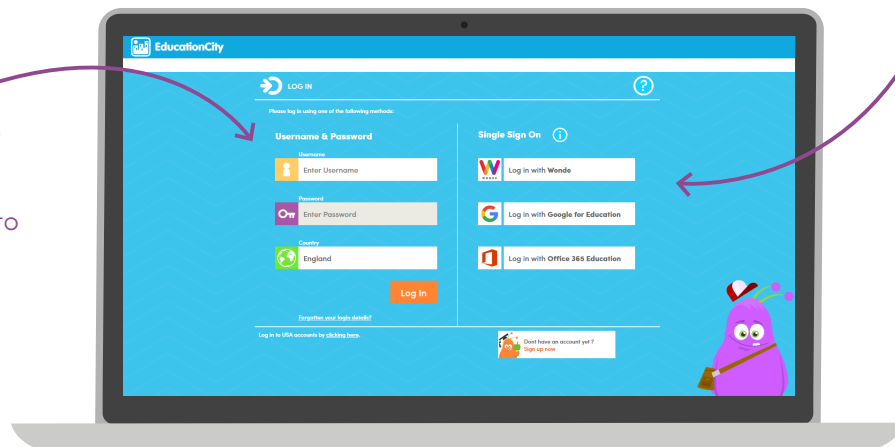 EducationCity
LOG IN
Please log in using one of the following methods:
Username & Password
Username
Enter Username
Password
Enter Password
Country
England
Log In
Forgotten your login details?
Single Sign On
WONDE
Log in with Wonde
Log in with Google for Education
Log in with Office 365 Education
Log in to USA accounts by clicking here.
Dont have an account yet ?
Sign up now
TO